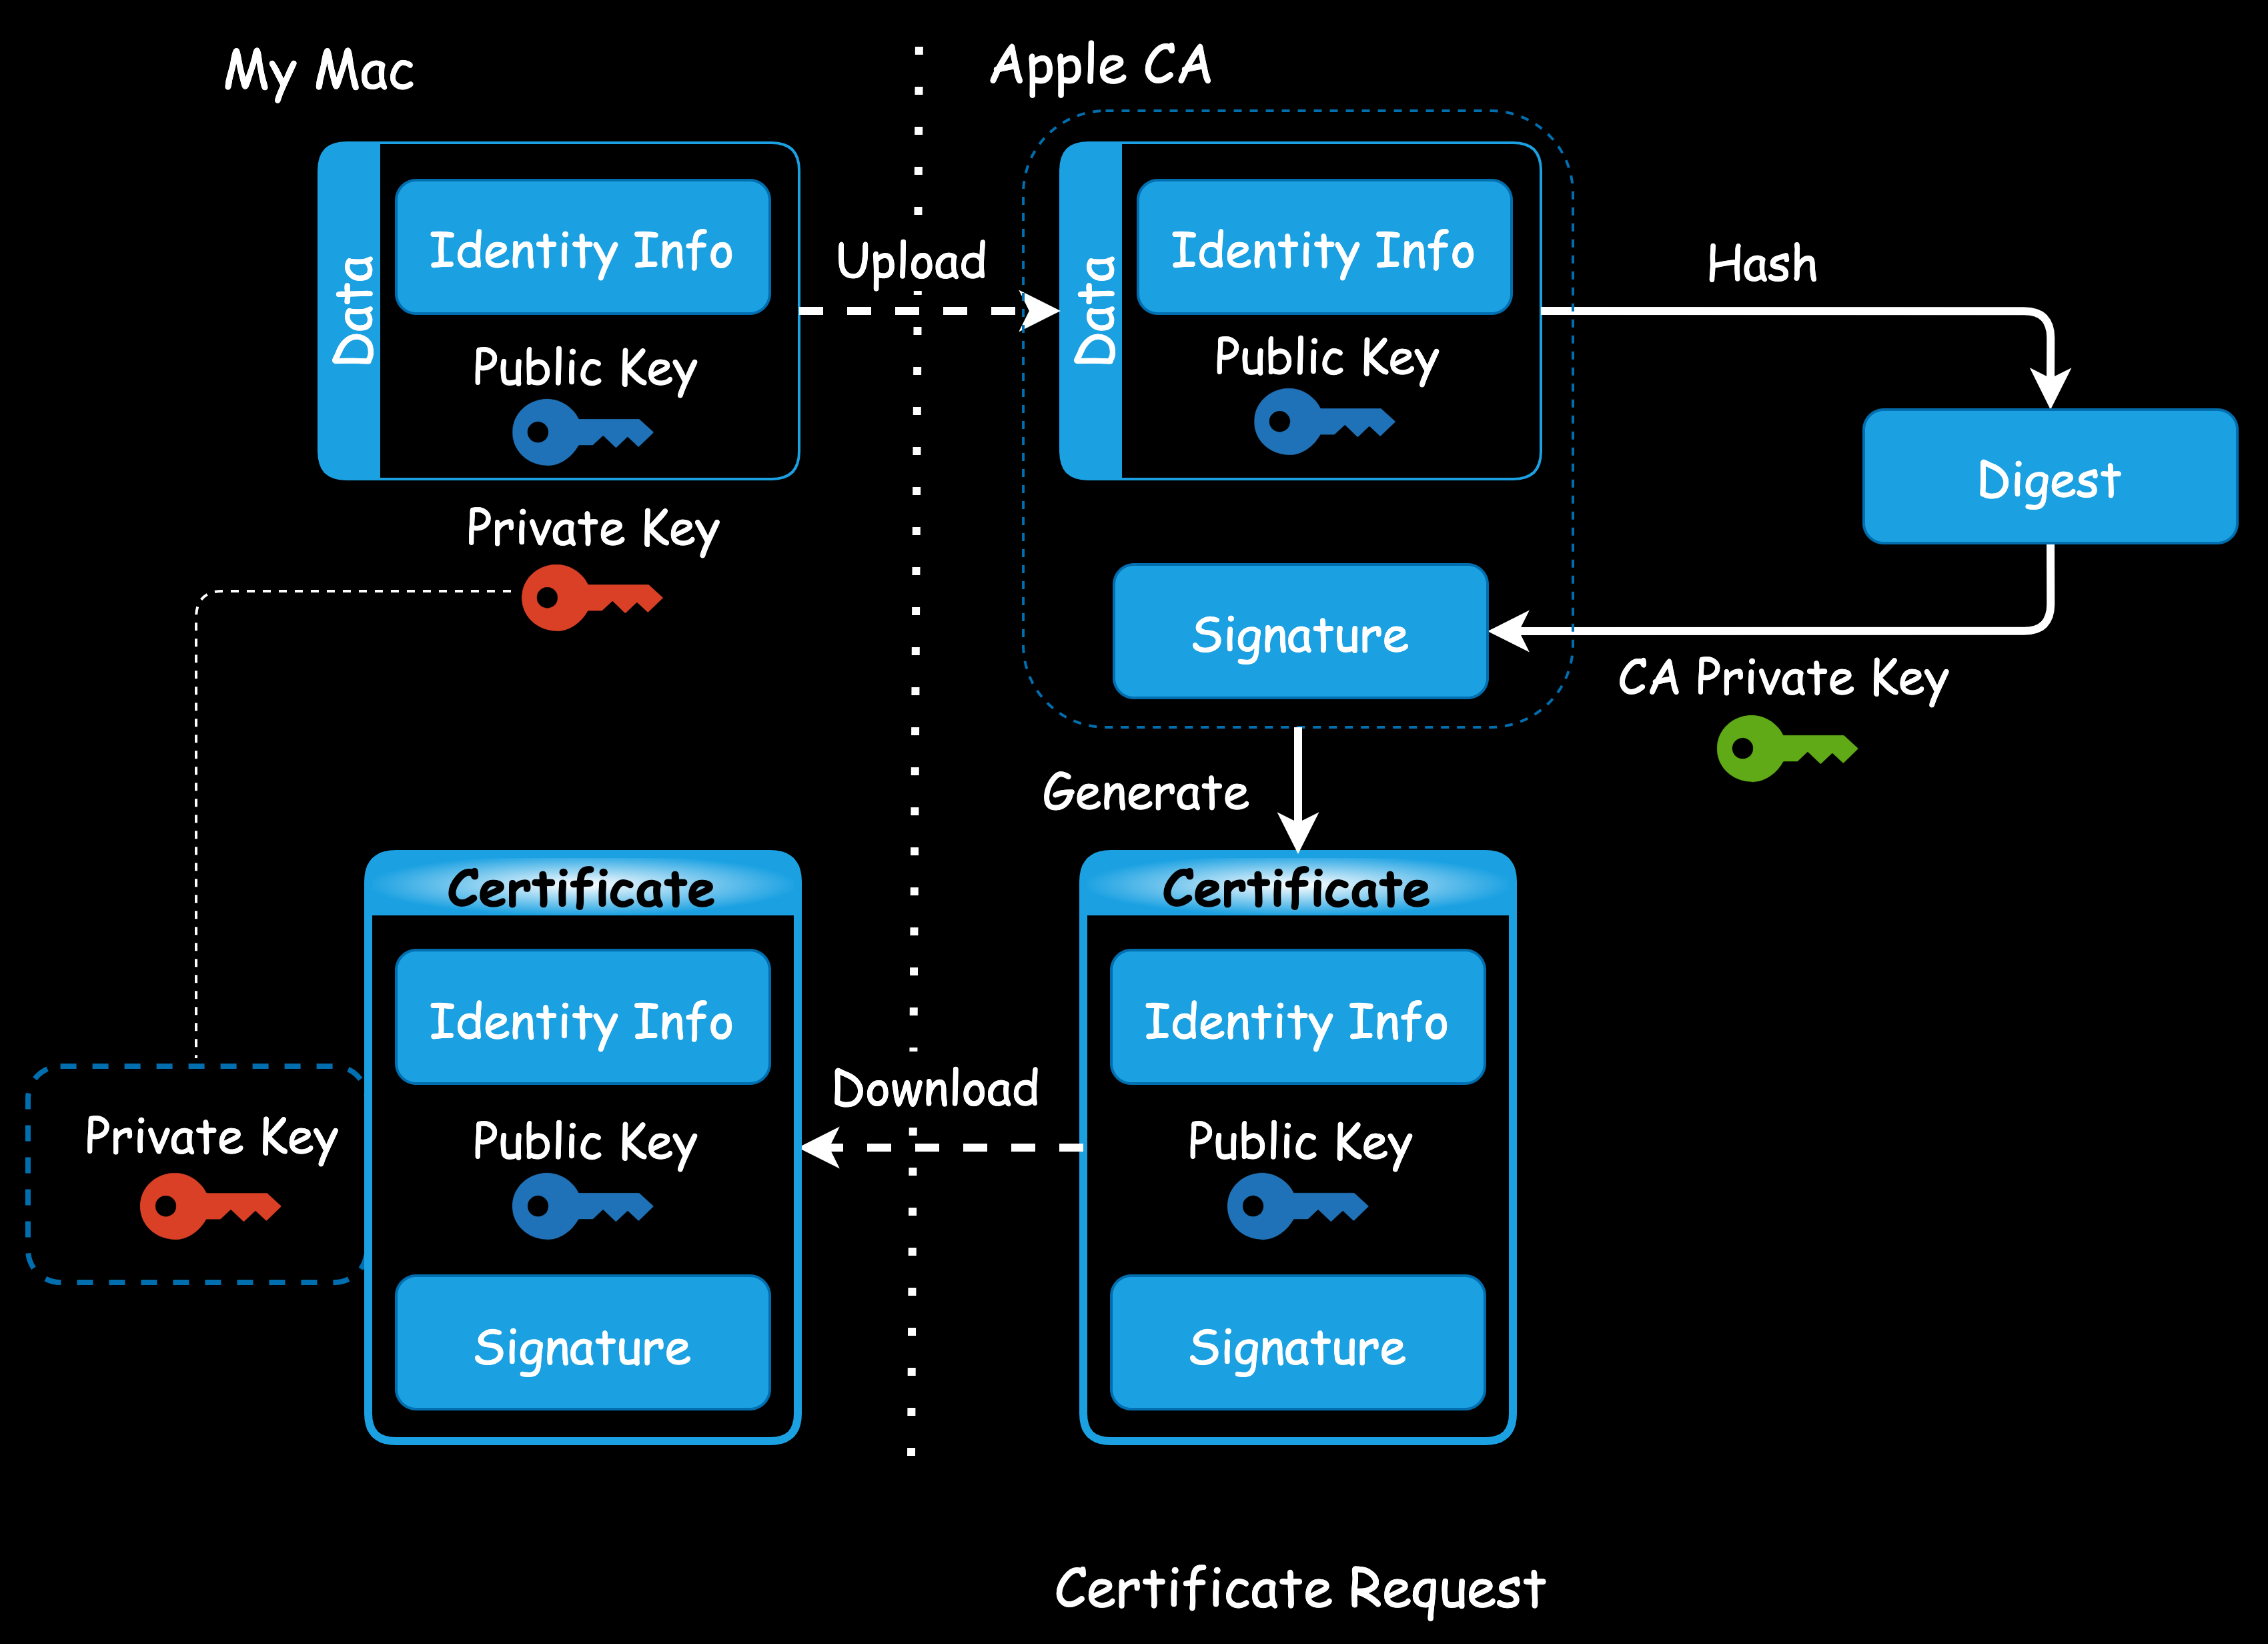 My Mac
Apple CA
Data
Identity Info
Public Key
Private Key
Upload
Data
Identity Info
Public Key
Hash
Digest
CA Private Key
Signature
Generate
Certificate
Identity Info
Public Key
Signature
Download
Certificate
Identity Info
Public Key
Signature
Private Key
Certificate Request